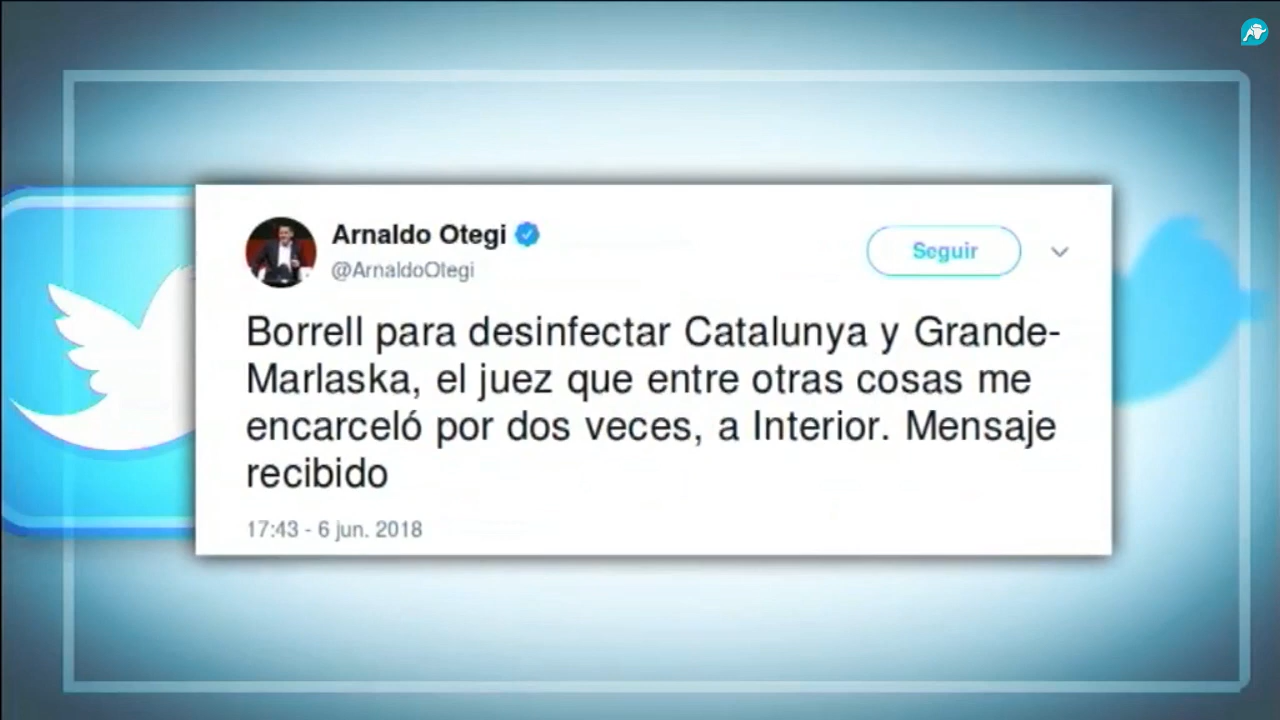 Arnaldo Otegi
@ArnaldoOtegi
Seguir
Borrell para desinfectar Catalunya y Grande-
Marlaska, el juez que entre otras cosas me
encarceló por dos veces, a Interior. Mensaje
recibido
17:43 - 6 jun. 2018